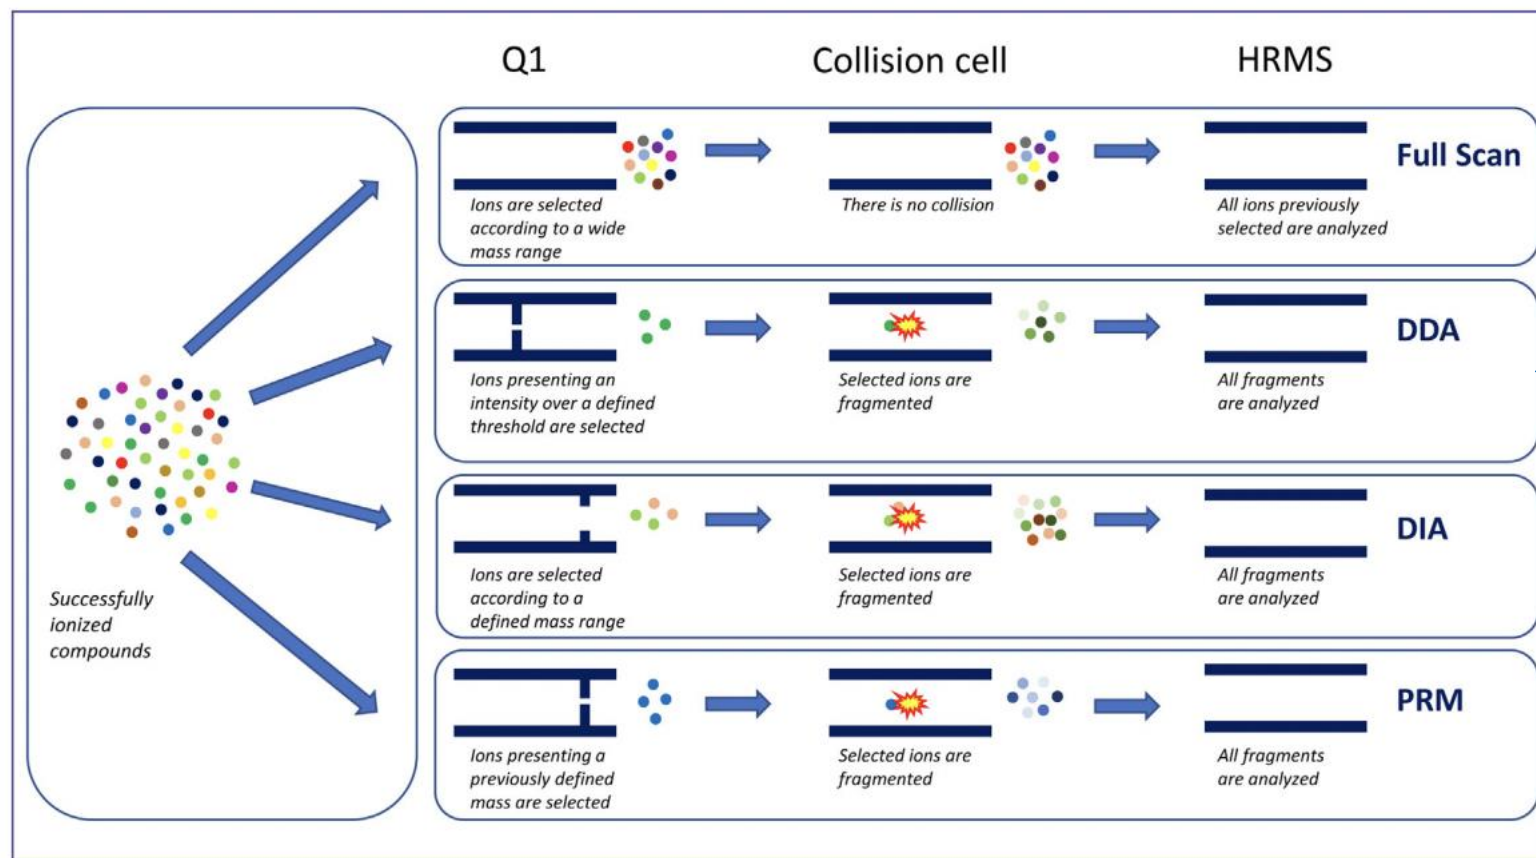 Q1
Collision cell
HRMS
Successfully
ionized
compounds
Ions are selected
according to a wide
mass range
There is no collision
All ions previously
selected are analyzed
Full Scan
Ions presenting an
intensity over a defined
threshold are selected
Selected ions are
fragmented
All fragments
are analyzed
DDA
Ions are selected
according to a
defined mass range
Selected ions are
fragmented
All fragments
are analyzed
DIA
Ions presenting a
previously defined
mass are selected
Selected ions are
fragmented
All fragments
are analyzed
PRM